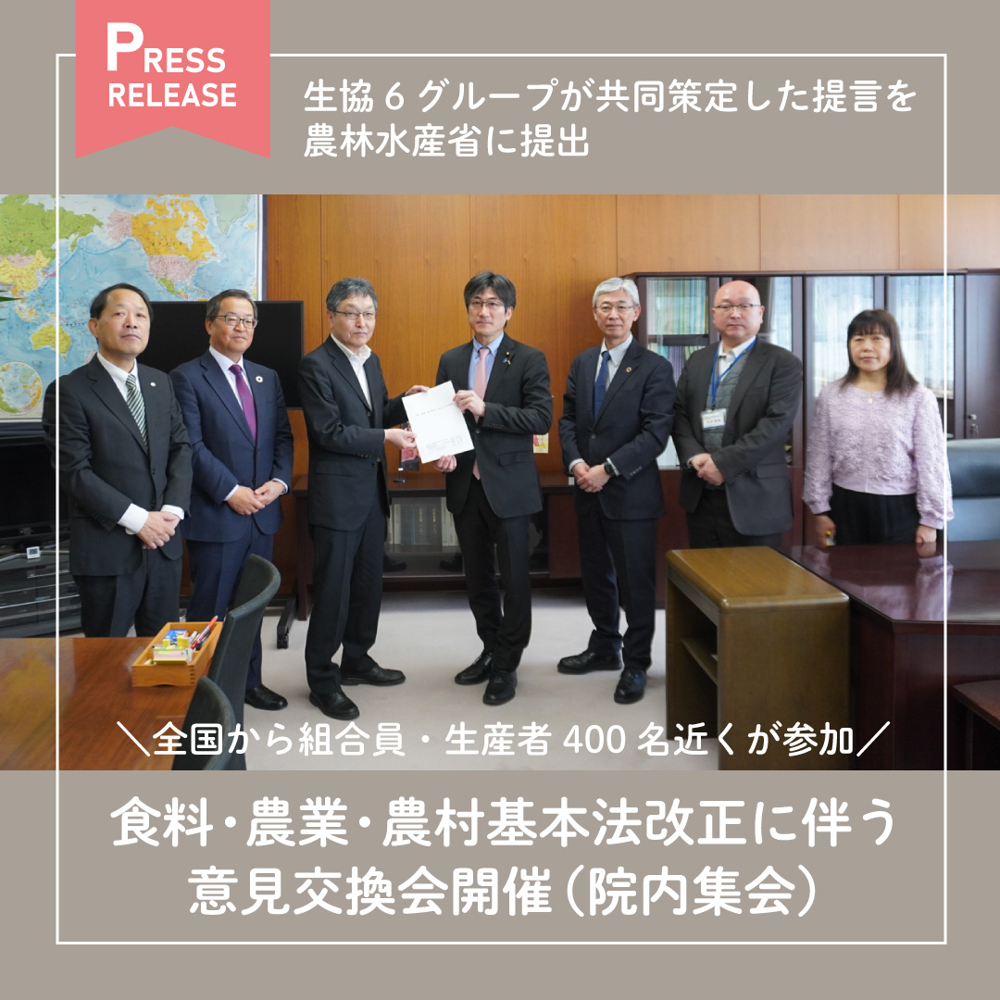 PRESS
RELEASE
生協6グループが共同策定した提言を
農林水産省に提出
＼全国から組合員・生産者400名近くが参加／
食料・農業・農村基本法改正に伴う
意見交換会開催（院内集会）